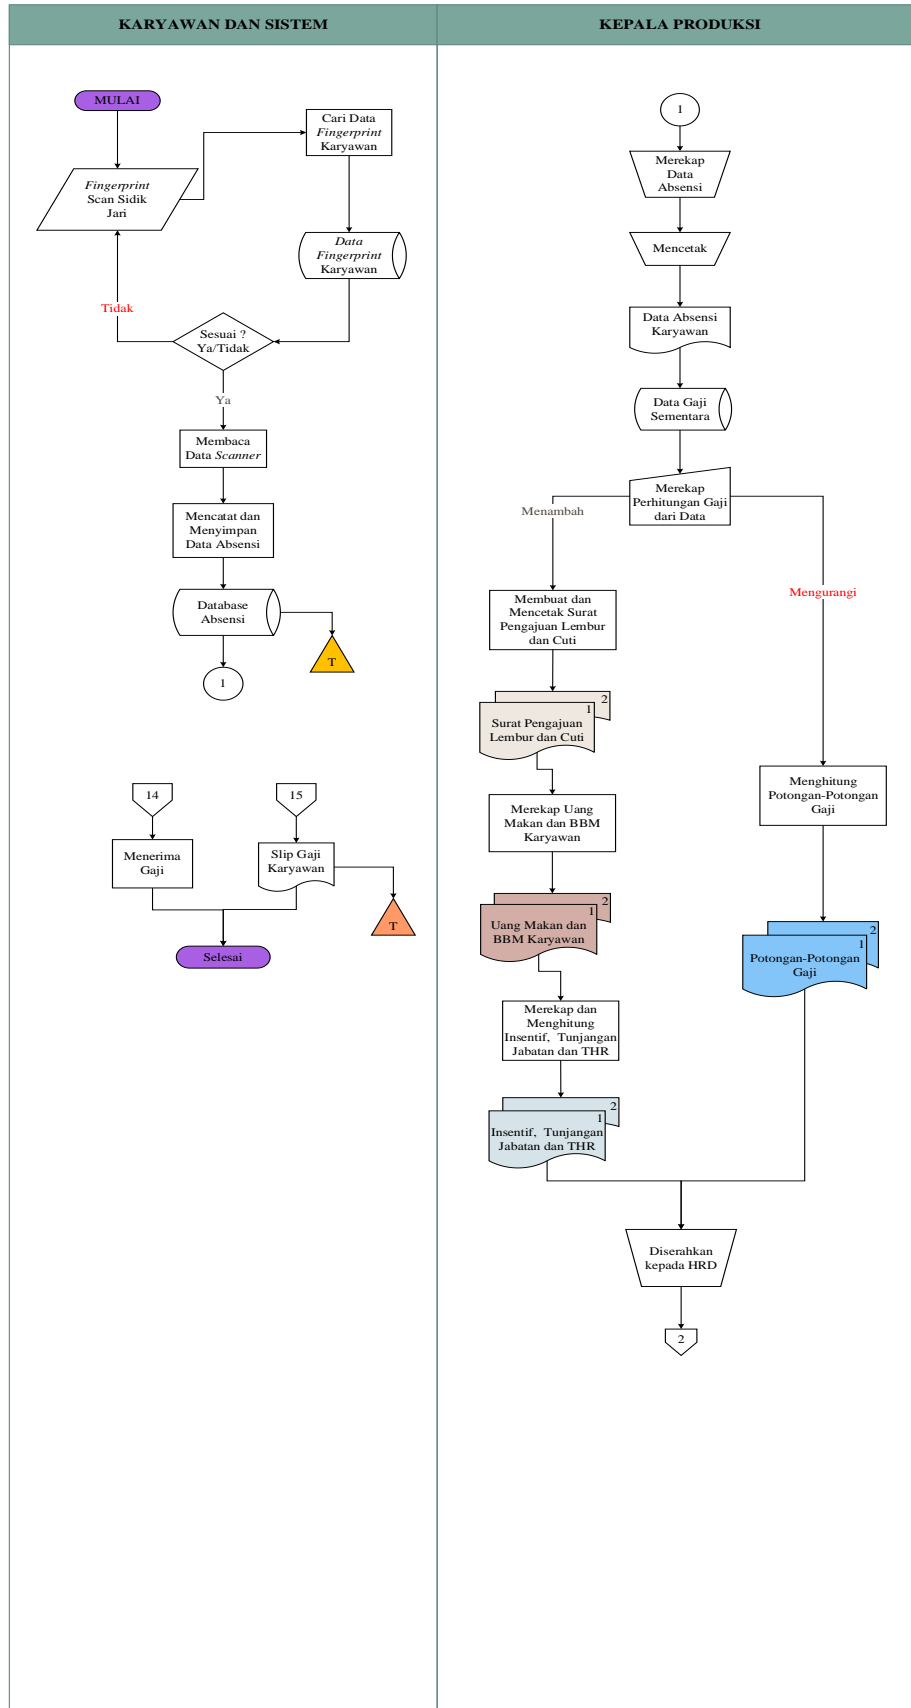 KARYAWAN DAN SISTEM
KEPALA PRODUKSI
MULAI
Cari Data
Fingerprint
Karyawan
Fingerprint
Scan Sidik
Jari
Data
Fingerprint
Karyawan
Tidak
Sesuai ?
Ya/Tidak
Ya
Membaca
Data Scanner
Mencatat dan
Menyimpan
Data Absensi
Database
Absensi
T
1
14
15
Menerima
Gaji
Slip Gaji
Karyawan
T
Selesai
1
Merekap
Data
Absensi
Mencetak
Data Absensi
Karyawan
Data Gaji
Sementara
Merekap
Perhitungan Gaji
dari Data
Menambah
Mengurangi
Membuat dan
Mencetak Surat
Pengajuan Lembur
dan Cuti
2
1
Surat Pengajuan
Lembur dan Cuti
Merekap Uang
Makan dan BBM
Karyawan
Menghitung
Potongan-Potongan
Gaji
2
1
Uang Makan dan
BBM Karyawan
2
1
Potongan-Potongan
Gaji
Merekap dan
Menghitung
Insentif, Tunjangan
Jabatan dan THR
2
1
Insentif, Tunjangan
Jabatan dan THR
Diserahkan
kepada HRD
2